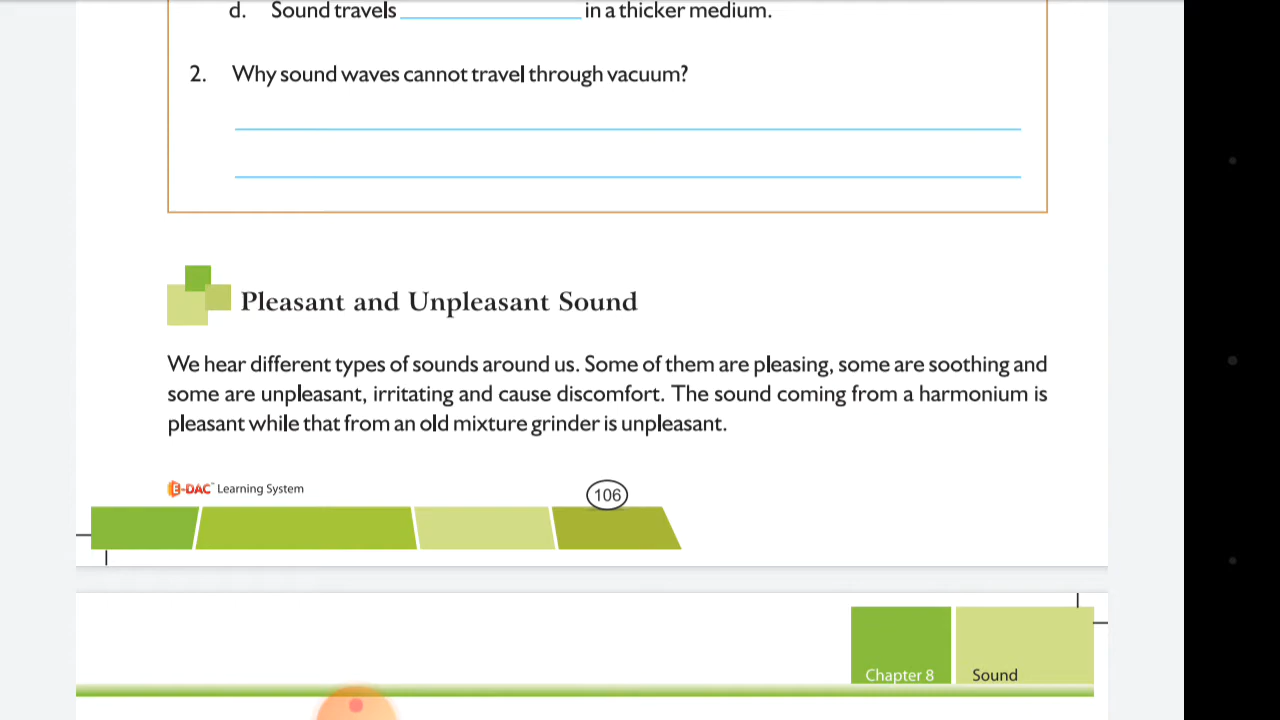 d. Sound travels ______________ in a thicker medium.
2. Why sound waves cannot travel through vacuum?
Pleasant and Unpleasant Sound
We hear different types of sounds around us. Some of them are pleasing, some are soothing and
some are unpleasant, irritating and cause discomfort. The sound coming from a harmonium is
pleasant while that from an old mixture grinder is unpleasant.
E-DAC™ Learning System
106
Chapter 8 Sound